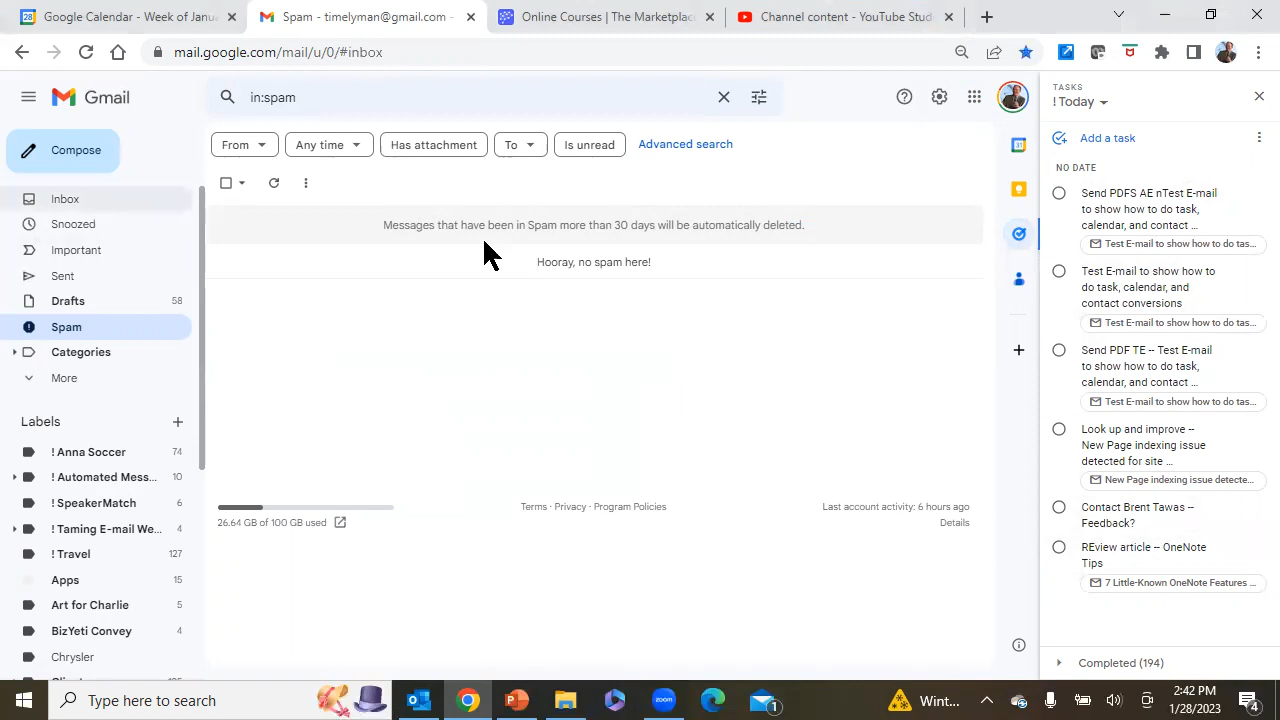 Google Calendar - Week of Janua
Spam - timelyman@gmail.com -
Online Courses | The Marketplac
Channel content - YouTube Stud
mail.google.com/mail/u/0/#inbox
Gmail
in:spam
TASKS
! Today
Compose
From
Any time
Has attachment
To
Is unread
Advanced search
Add a task
NO DATE
Inbox
Snoozed
Important
Sent
Drafts 58
Spam
Categories
More
Labels
! Anna Soccer 74
! Automated Mess... 10
! SpeakerMatch 6
! Taming E-mail We... 4
! Travel 127
Apps 15
Art for Charlie 5
BizYeti Convey 4
Chrysler
Messages that have been in Spam more than 30 days will be automatically deleted.
Hooray, no spam here!
26.64 GB of 100 GB used
Terms · Privacy · Program Policies
Last account activity: 6 hours ago
Details
Send PDFS AE nTest E-mail
to show how to do task,
calendar, and contact ...
Test E-mail to show how to do tas...
Test E-mail to show how to
do task, calendar, and
contact conversions
Test E-mail to show how to do tas...
Send PDF TE -- Test E-mail
to show how to do task,
calendar, and contact ...
Test E-mail to show how to do tas...
Look up and improve --
New Page indexing issue
detected for site ...
New Page indexing issue detecte...
Contact Brent Tawas --
Feedback?
REview article -- OneNote
Tips
7 Little-Known OneNote Features ...
Completed (194)
Type here to search
zoom
1
Wint...
2:42 PM
1/28/2023
4